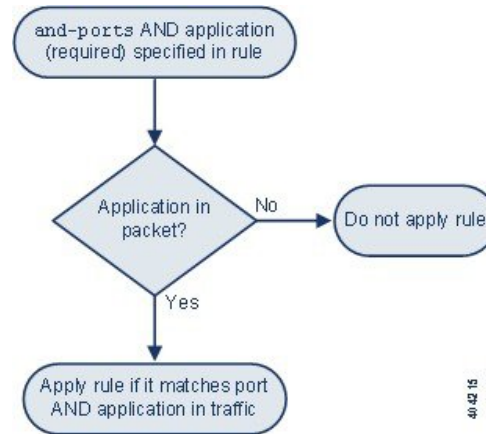 and-ports AND application
(required) specified in rule
Application in
packet?
No
Do not apply rule
Yes
Apply rule if it matches port
AND application in traffic
404215